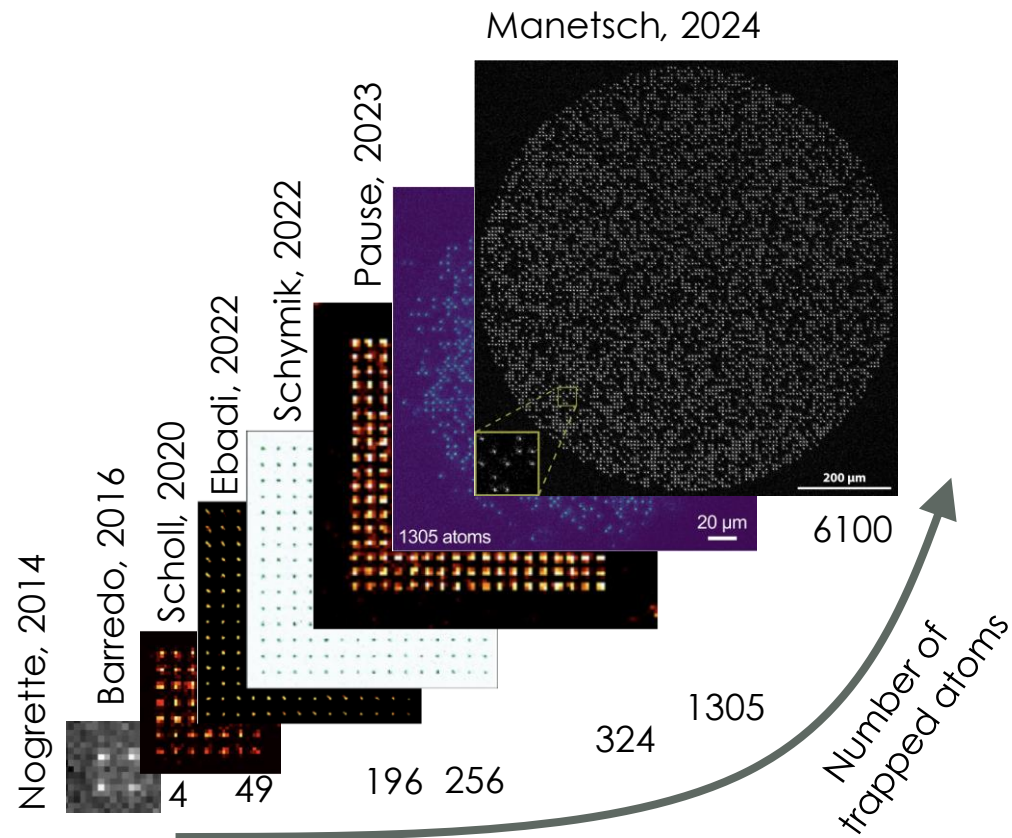 Manetsch, 2024
Pause, 2023
Schymik, 2022
Ebadi, 2022
Scholl, 2020
Barredo, 2016
Nogrette, 2014
200 µm
20 µm
1305 atoms
6100
1305
324
196
256
4
49
Number of
trapped atoms